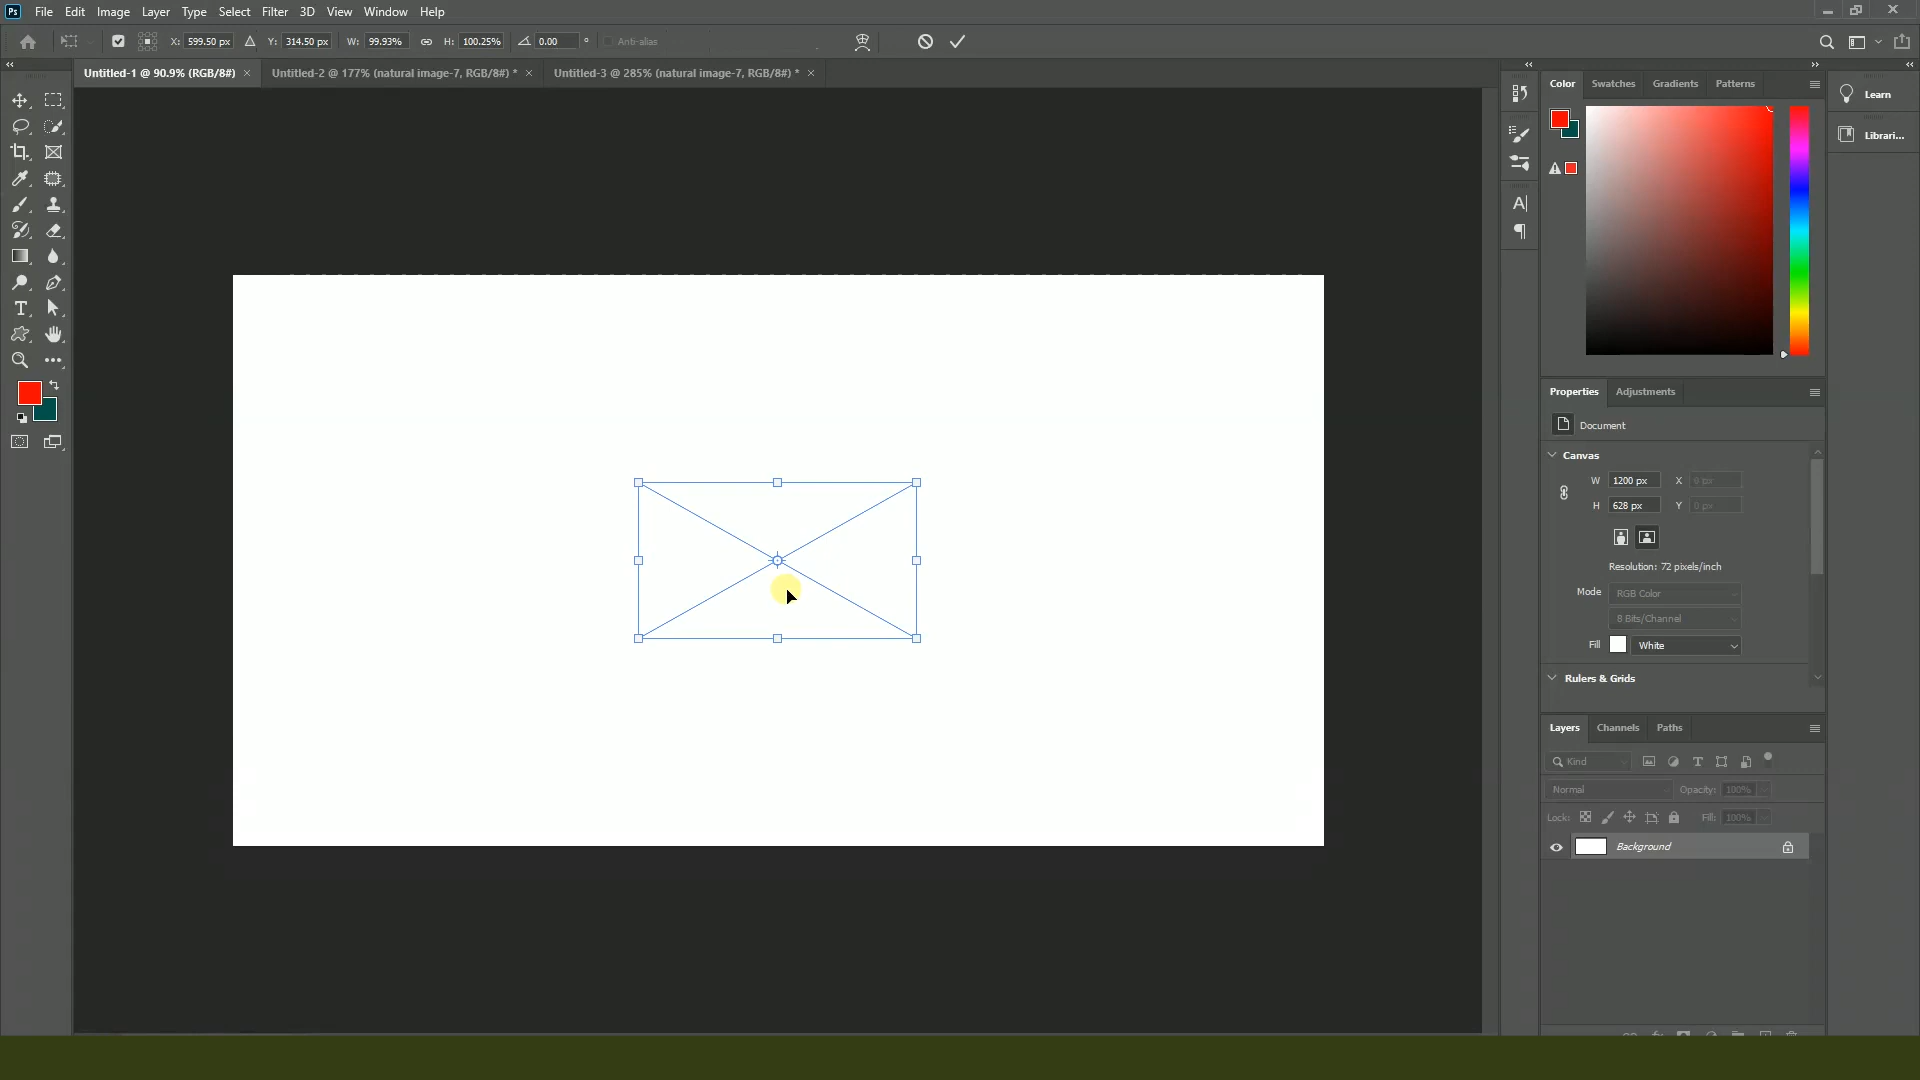 Ps File Edit Image Layer Type Select Filter 3D View Window Help
X: 599.50 px Y: 314.50 px W: 99.93% H: 100.25% 0.00 ° Anti-alias
Untitled-1 @ 90.9% (RGB/8#) × Untitled-2 @ 177% (natural image-7, RGB/8#) * × Untitled-3 @ 285% (natural image-7, RGB/8#) * ×
Color Swatches Gradients Patterns
Learn
Librari...
Properties Adjustments
Document
Canvas
W 1200 px X 0 px
H 628 px Y 0 px
Resolution: 72 pixels/inch
Mode RGB Color
8 Bits/Channel
Fill White
Rulers & Grids
Layers Channels Paths
Kind
Normal Opacity: 100%
Lock: Fill: 100%
Background